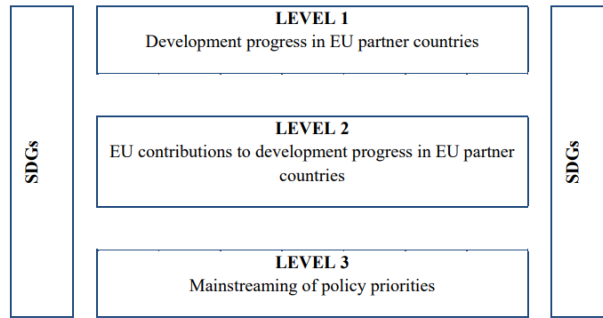 LEVEL 1
Development progress in EU partner countries
SDGs
LEVEL 2
EU contributions to development progress in EU partner
countries
SDGs
LEVEL 3
Mainstreaming of policy priorities